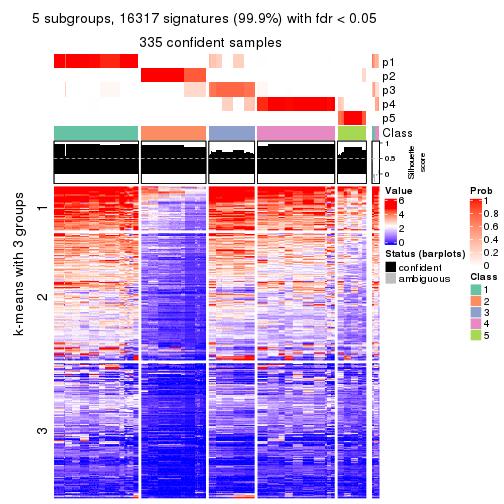 5 subgroups, 16317 signatures (99.9%) with fdr < 0.05
335 confident samples
p1
p2
p3
p4
p5
Class
1
0.5
0
Silhouette
score
k-means with 3 groups
1
2
3
Value
6
4
2
0
Status (barplots)
confident
ambiguous
Prob
1
0.8
0.6
0.4
0.2
0
Class
1
2
3
4
5